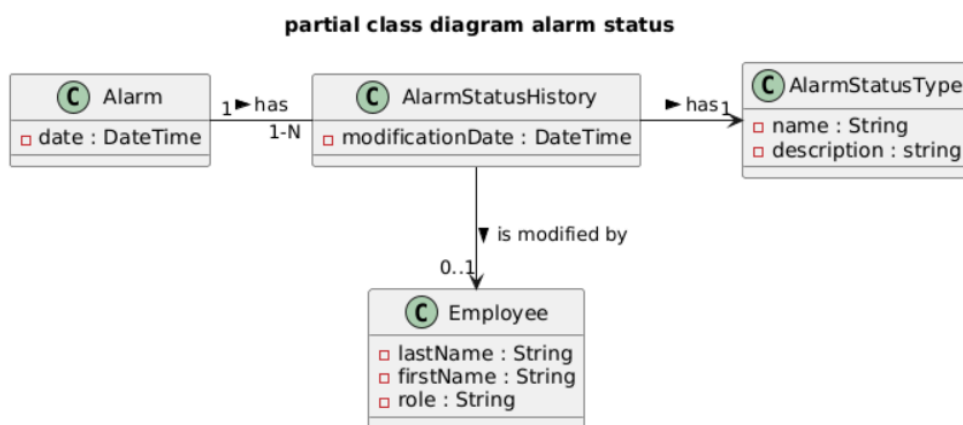 partial class diagram alarm status
C Alarm
date : DateTime
1 has
1-N
C AlarmStatusHistory
modificationDate : DateTime
has 1
C AlarmStatusType
name : String
description : string
is modified by
0..1
C Employee
lastName : String
firstName : String
role : String